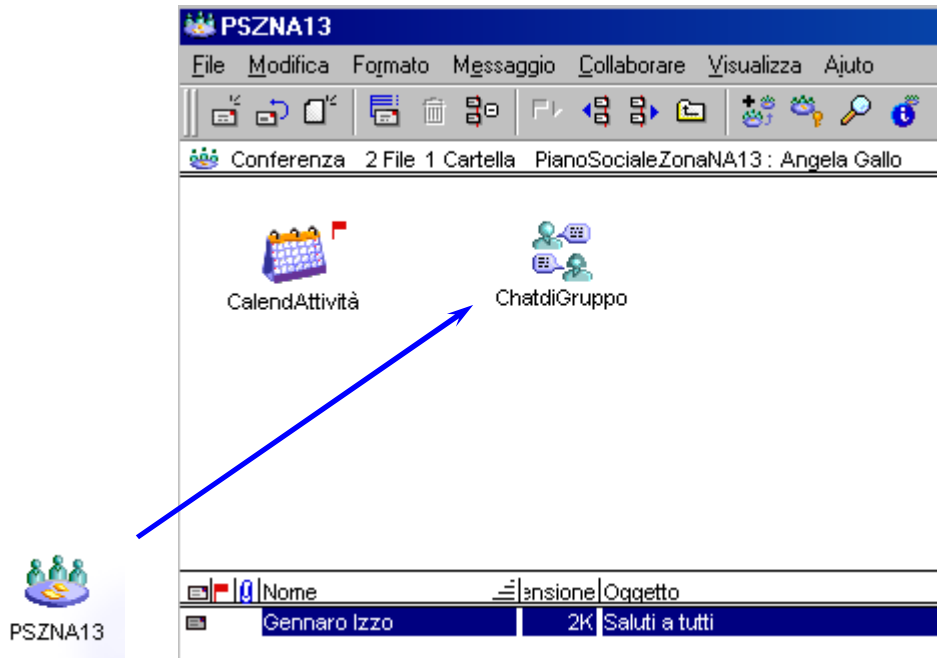 PSZNA13
File Modifica Formato Messaggio Collaborare Visualizza Ajuto
Conferenza 2 File 1 Cartella PianoSocialeZonaNA13 : Angela Gallo
CalendAttività
ChatdiGruppo
Nome ensione Oggetto
Gennaro Izzo 2K Saluti a tutti
PSZNA13